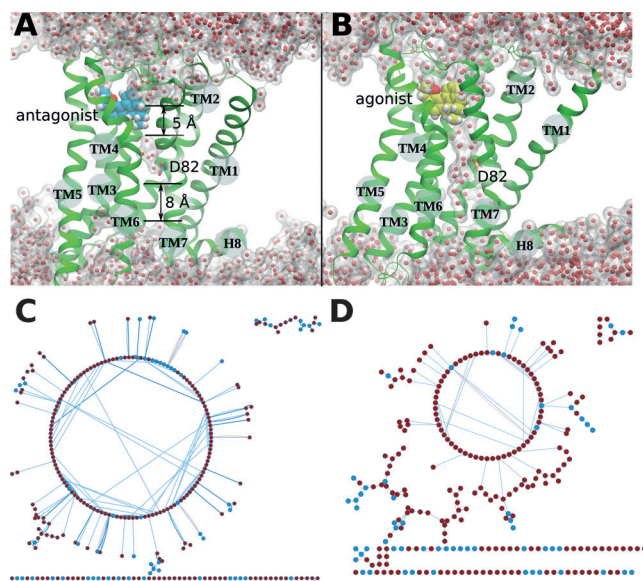 A
antagonist
TM2
5 Å
TM4
D82
TM1
TM5
TM3
8 Å
TM6
TM7
H8
B
agonist
TM2
TM1
TM4
D82
TM5
TM6
TM3
TM7
H8
C
D